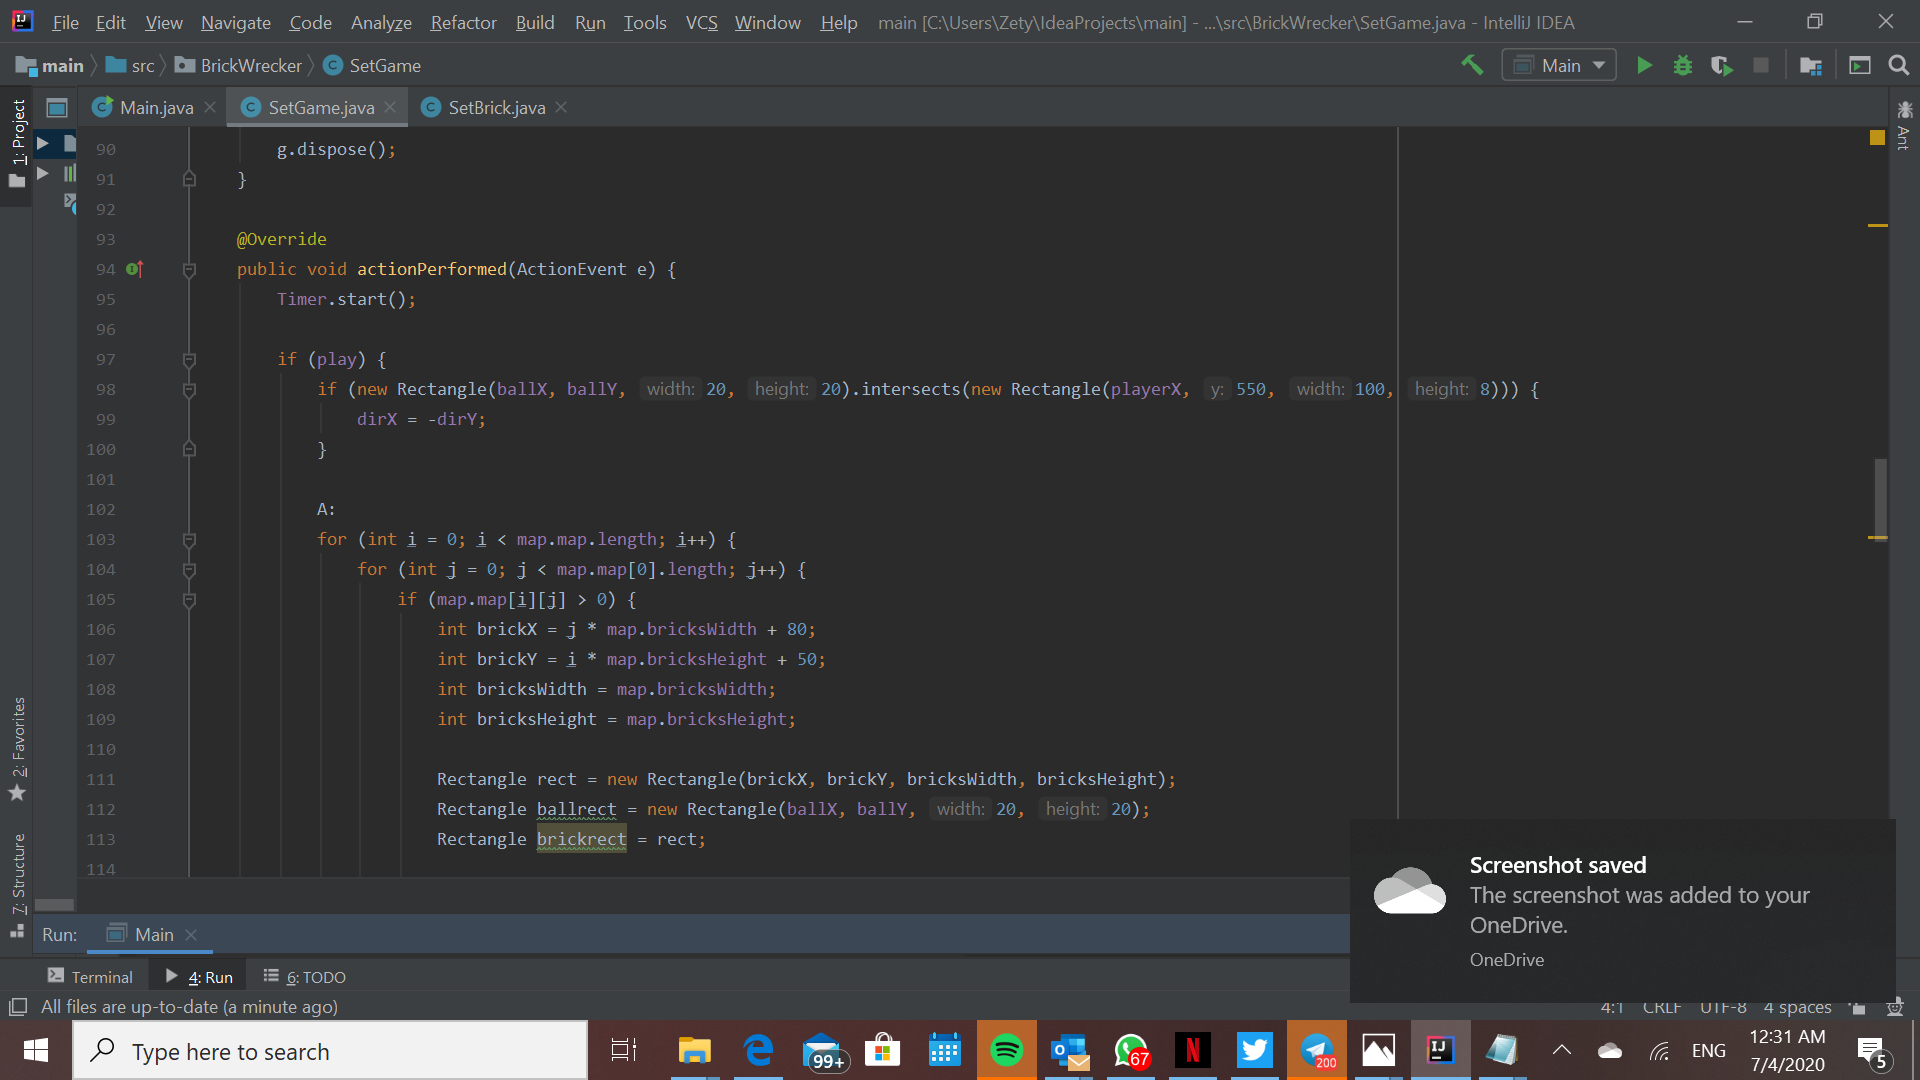 File Edit View Navigate Code Analyze Refactor Build Run Tools VCS Window Help main [C:\Users\Zety\IdeaProjects\main] - ...\src\BrickWrecker\SetGame.java - IntelliJ IDEA
main src BrickWrecker SetGame Main
Main.java SetGame.java SetBrick.java
1: Project
Ant
90 g.dispose();
91 }
92
93 @Override
94 public void actionPerformed(ActionEvent e) {
95 Timer.start();
96
97 if (play) {
98 if (new Rectangle(ballX, ballY, width: 20, height: 20).intersects(new Rectangle(playerX, y: 550, width: 100, height: 8))) {
99 dirX = -dirY;
100 }
101
102 A:
103 for (int i = 0; i < map.map.length; i++) {
104 for (int j = 0; j < map.map[0].length; j++) {
105 if (map.map[i][j] > 0) {
106 int brickX = j * map.bricksWidth + 80;
107 int brickY = i * map.bricksHeight + 50;
108 int bricksWidth = map.bricksWidth;
109 int bricksHeight = map.bricksHeight;
110
111 Rectangle rect = new Rectangle(brickX, brickY, bricksWidth, bricksHeight);
112 Rectangle ballrect = new Rectangle(ballX, ballY, width: 20, height: 20);
113 Rectangle brickrect = rect;
114
2: Favorites
7: Structure
Screenshot saved
The screenshot was added to your
OneDrive.
OneDrive
Run: Main
Terminal 4: Run 6: TODO
All files are up-to-date (a minute ago) 4:1 CRLF UTF-8 4 spaces
Type here to search 99+ 67 N 200 IJ ENG 12:31 AM
7/4/2020 5